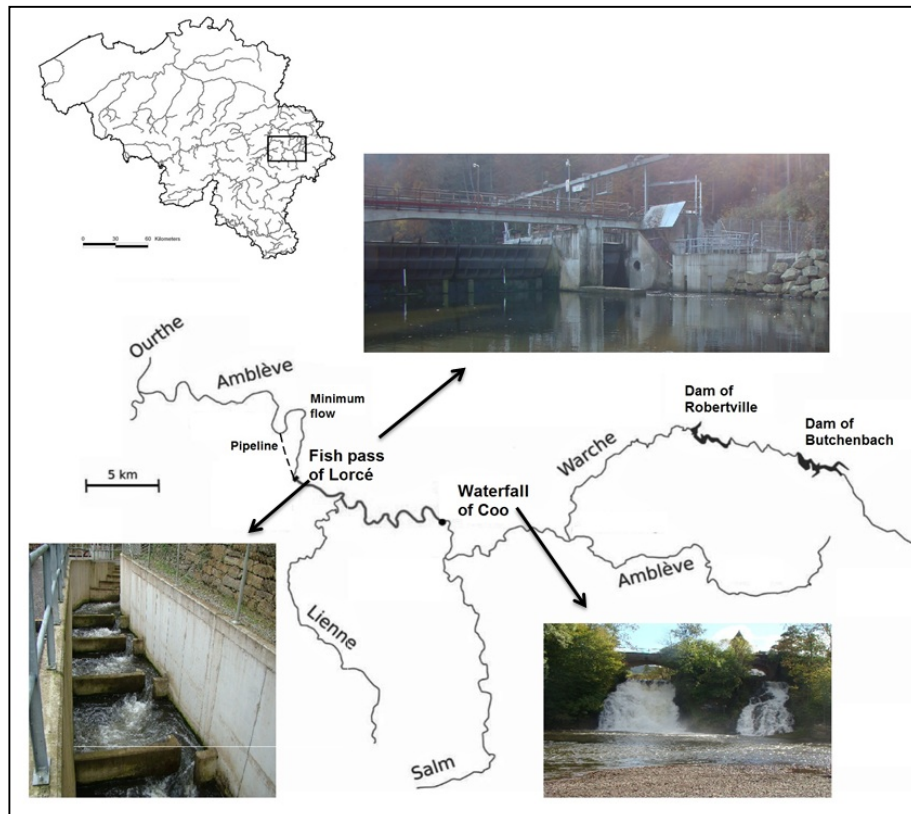 0 30 60 Kilometers
Ourthe
Amblève
Minimum
flow
Pipeline
Fish pass
of Lorcé
5 km
Waterfall
of Coo
Warche
Dam of
Robertville
Dam of
Butchenbach
Amblève
Lienne
Salm